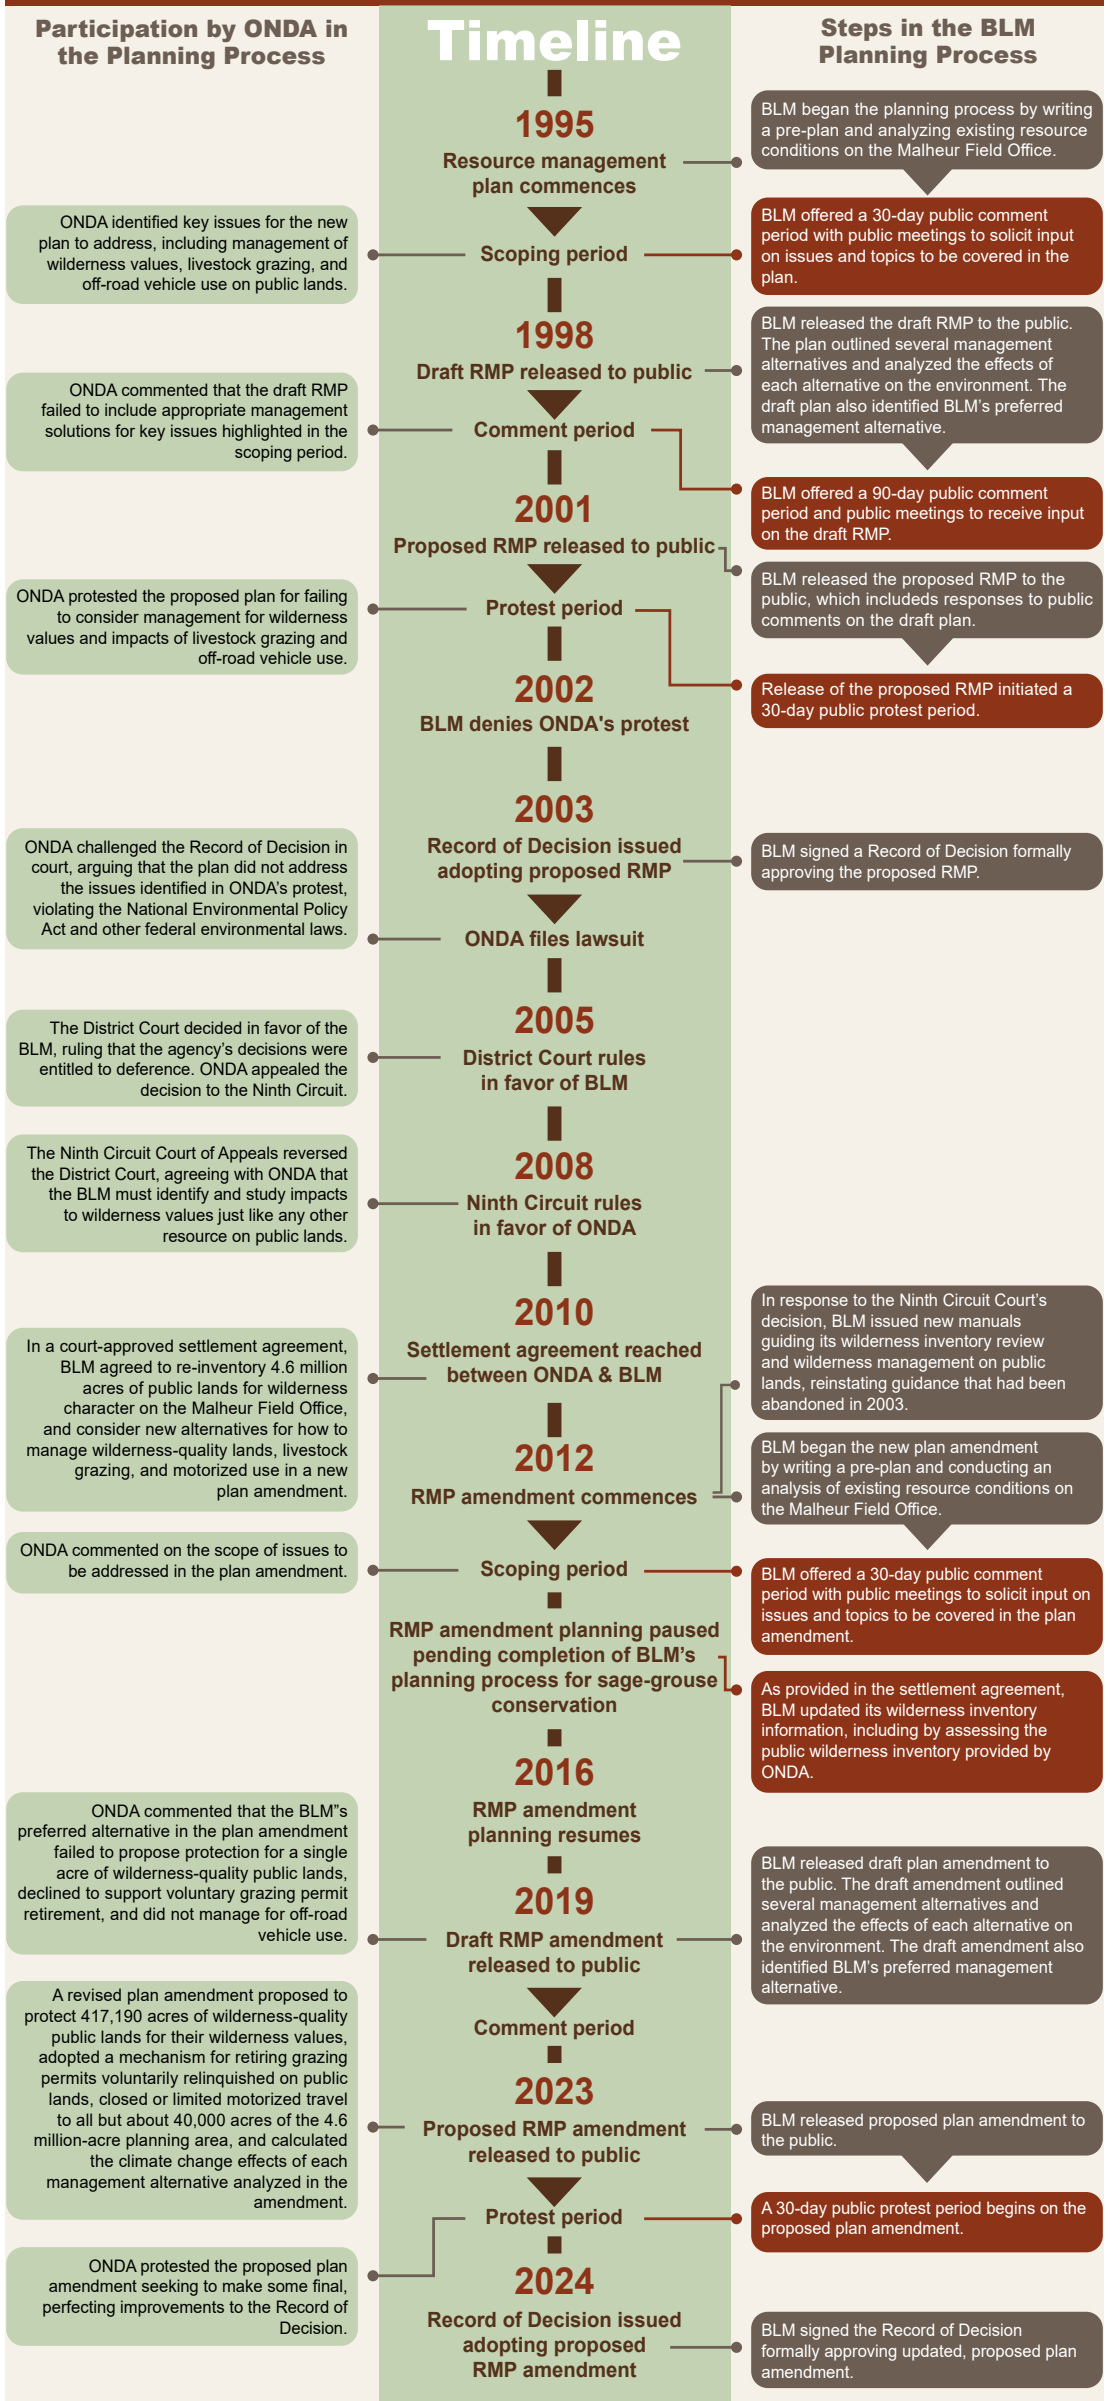 Participation by ONDA in
the Planning Process
Timeline
Steps in the BLM
Planning Process
1995
Resource management
plan commences
BLM began the planning process by writing
a pre-plan and analyzing existing resource
conditions on the Malheur Field Office.
ONDA identified key issues for the new
plan to address, including management of
wilderness values, livestock grazing, and
off-road vehicle use on public lands.
Scoping period
BLM offered a 30-day public comment
period with public meetings to solicit input
on issues and topics to be covered in the
plan.
1998
Draft RMP released to public
BLM released the draft RMP to the public.
The plan outlined several management
alternatives and analyzed the effects of
each alternative on the environment. The
draft plan also identified BLM's preferred
management alternative.
ONDA commented that the draft RMP
failed to include appropriate management
solutions for key issues highlighted in the
scoping period.
Comment period
BLM offered a 90-day public comment
period and public meetings to receive input
on the draft RMP.
2001
Proposed RMP released to public
BLM released the proposed RMP to the
public, which includeds responses to public
comments on the draft plan.
ONDA protested the proposed plan for failing
to consider management for wilderness
values and impacts of livestock grazing and
off-road vehicle use.
Protest period
Release of the proposed RMP initiated a
30-day public protest period.
2002
BLM denies ONDA's protest
2003
Record of Decision issued
adopting proposed RMP
BLM signed a Record of Decision formally
approving the proposed RMP.
ONDA challenged the Record of Decision in
court, arguing that the plan did not address
the issues identified in ONDA's protest,
violating the National Environmental Policy
Act and other federal environmental laws.
ONDA files lawsuit
2005
District Court rules
in favor of BLM
The District Court decided in favor of the
BLM, ruling that the agency's decisions were
entitled to deference. ONDA appealed the
decision to the Ninth Circuit.
2008
Ninth Circuit rules
in favor of ONDA
The Ninth Circuit Court of Appeals reversed
the District Court, agreeing with ONDA that
the BLM must identify and study impacts
to wilderness values just like any other
resource on public lands.
2010
Settlement agreement reached
between ONDA & BLM
In a court-approved settlement agreement,
BLM agreed to re-inventory 4.6 million
acres of public lands for wilderness
character on the Malheur Field Office,
and consider new alternatives for how to
manage wilderness-quality lands, livestock
grazing, and motorized use in a new
plan amendment.
In response to the Ninth Circuit Court's
decision, BLM issued new manuals
guiding its wilderness inventory review
and wilderness management on public
lands, reinstating guidance that had been
abandoned in 2003.
2012
RMP amendment commences
BLM began the new plan amendment
by writing a pre-plan and conducting an
analysis of existing resource conditions on
the Malheur Field Office.
ONDA commented on the scope of issues to
be addressed in the plan amendment.
Scoping period
BLM offered a 30-day public comment
period with public meetings to solicit input on
issues and topics to be covered in the plan
amendment.
RMP amendment planning paused
pending completion of BLM's
planning process for sage-grouse
conservation
As provided in the settlement agreement,
BLM updated its wilderness inventory
information, including by assessing the
public wilderness inventory provided by
ONDA.
2016
RMP amendment
planning resumes
ONDA commented that the BLM"s
preferred alternative in the plan amendment
failed to propose protection for a single
acre of wilderness-quality public lands,
declined to support voluntary grazing permit
retirement, and did not manage for off-road
vehicle use.
2019
Draft RMP amendment
released to public
BLM released draft plan amendment to
the public. The draft amendment outlined
several management alternatives and
analyzed the effects of each alternative on
the environment. The draft amendment also
identified BLM's preferred management
alternative.
Comment period
A revised plan amendment proposed to
protect 417,190 acres of wilderness-quality
public lands for their wilderness values,
adopted a mechanism for retiring grazing
permits voluntarily relinquished on public
lands, closed or limited motorized travel
to all but about 40,000 acres of the 4.6
million-acre planning area, and calculated
the climate change effects of each
management alternative analyzed in the
amendment.
2023
Proposed RMP amendment
released to public
BLM released proposed plan amendment to
the public.
Protest period
A 30-day public protest period begins on the
proposed plan amendment.
ONDA protested the proposed plan
amendment seeking to make some final,
perfecting improvements to the Record of
Decision.
2024
Record of Decision issued
adopting proposed
RMP amendment
BLM signed the Record of Decision
formally approving updated, proposed plan
amendment.